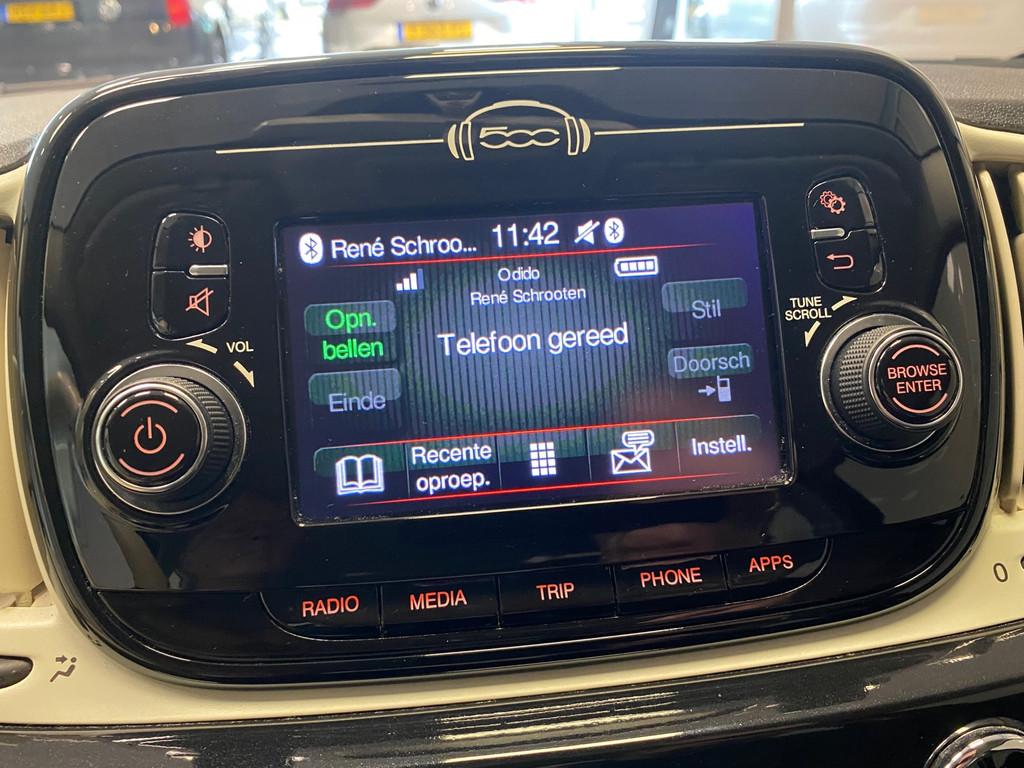 500
René Schroo... 11:42
Odido
René Schrooten
Opn.
bellen
Telefoon gereed
Stil
Einde
Doorsch
Recente
oproep.
Instell.
VOL
TUNE
SCROLL
BROWSE
ENTER
RADIO MEDIA TRIP PHONE APPS
0